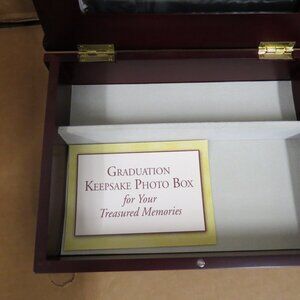 GRADUATION
KEEPSAKE PHOTO BOX
for Your
Treasured Memories